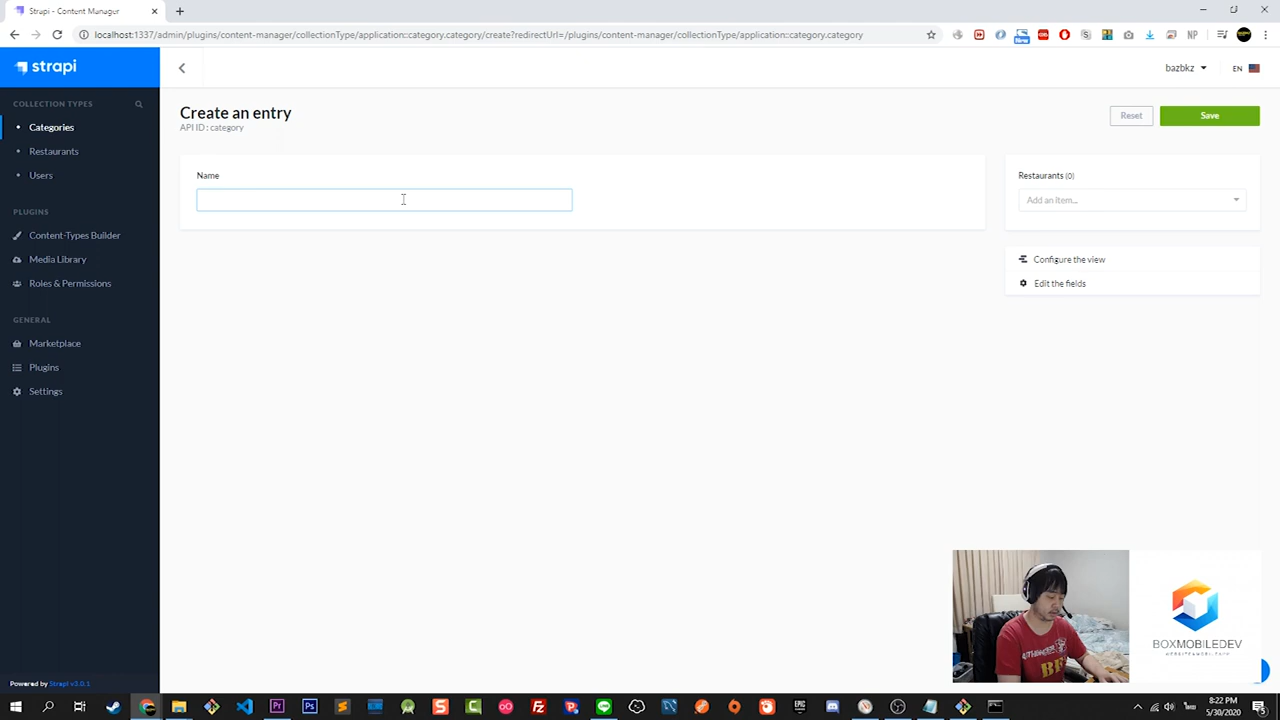 Strapi - Content Manager
localhost:1337/admin/plugins/content-manager/collectionType/application::category.category/create?redirectUrl=/plugins/content-manager/collectionType/application::category.category
strapi
bazbkz
EN
COLLECTION TYPES
Categories
Restaurants
Users
PLUGINS
Content-Types Builder
Media Library
Roles & Permissions
GENERAL
Marketplace
Plugins
Settings
Create an entry
API ID : category
Reset
Save
Name
Restaurants (0)
Add an item...
Configure the view
Edit the fields
BOXMOBILEDEV
Powered by Strapi v3.0.1
8:22 PM
5/30/2020